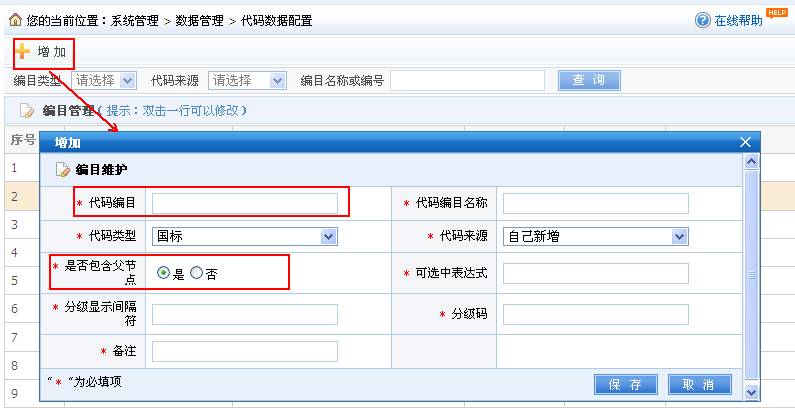 您的当前位置：系统管理 > 数据管理 > 代码数据配置
在线帮助 HELP
增 加
编目类型 请选择 代码来源 请选择 编目名称或编号 查 询
编目管理( 提示：双击一行可以修改 )
序号
增加
1
编目维护
2
* 代码编目 * 代码编目名称
3
* 代码类型 国标 * 代码来源 自己新增
4
* 是否包含父节点 是 否 * 可选中表达式
5
6
* 分级显示间隔符 * 分级码
7
* 备注
8
“ * ”为必填项 保 存 取 消
9